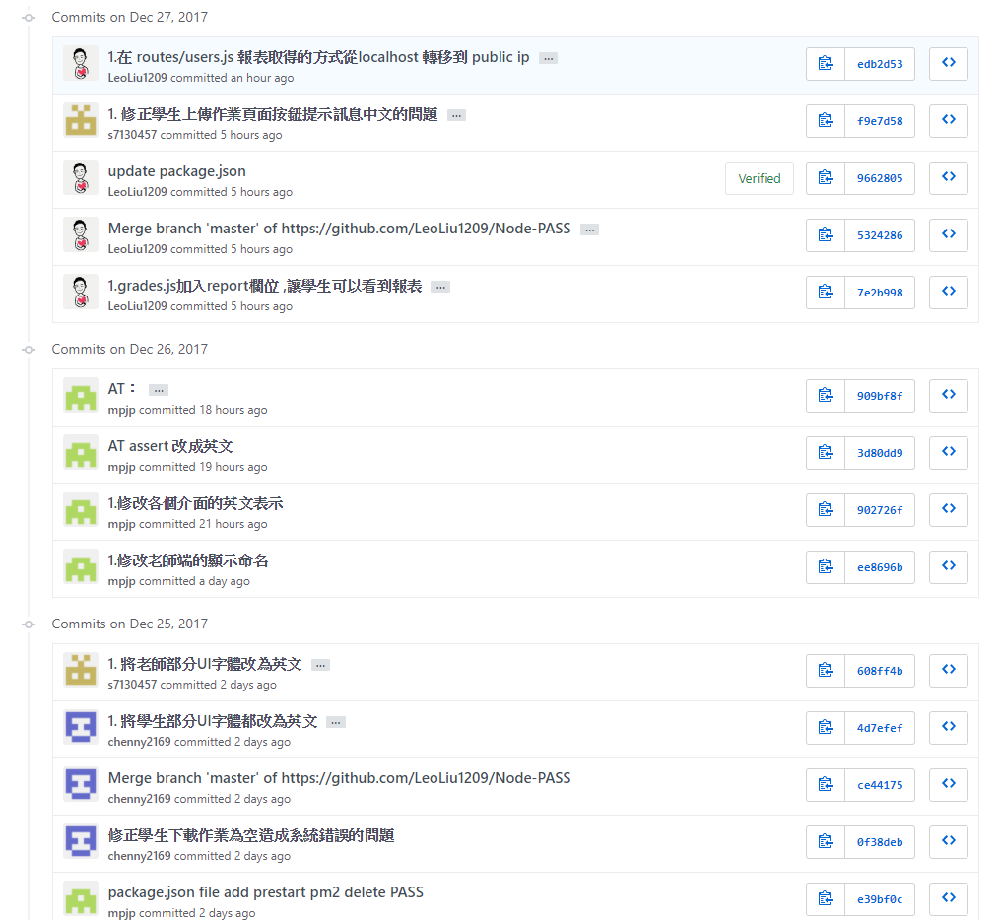 Commits on Dec 27, 2017
1.在 routes/users.js 報表取得的方式從localhost 轉移到 public ip ...
LeoLiu1209 committed an hour ago
edb2d53
1. 修正學生上傳作業頁面按鈕提示訊息中文的問題 ...
s7130457 committed 5 hours ago
f9e7d58
update package.json
LeoLiu1209 committed 5 hours ago
Verified
9662805
Merge branch 'master' of https://github.com/LeoLiu1209/Node-PASS ...
LeoLiu1209 committed 5 hours ago
5324286
1.grades.js加入report欄位 ,讓學生可以看到報表 ...
LeoLiu1209 committed 5 hours ago
7e2b998
Commits on Dec 26, 2017
AT： ...
mpjp committed 18 hours ago
909bf8f
AT assert 改成英文
mpjp committed 19 hours ago
3d80dd9
1.修改各個介面的英文表示
mpjp committed 21 hours ago
902726f
1.修改老師端的顯示命名
mpjp committed a day ago
ee8696b
Commits on Dec 25, 2017
1. 將老師部分UI字體改為英文 ...
s7130457 committed 2 days ago
608ff4b
1. 將學生部分UI字體都改為英文 ...
chenny2169 committed 2 days ago
4d7efef
Merge branch 'master' of https://github.com/LeoLiu1209/Node-PASS
chenny2169 committed 2 days ago
ce44175
修正學生下載作業為空造成系統錯誤的問題
chenny2169 committed 2 days ago
0f38deb
package.json file add prestart pm2 delete PASS
mpjp committed 2 days ago
e39bf0c